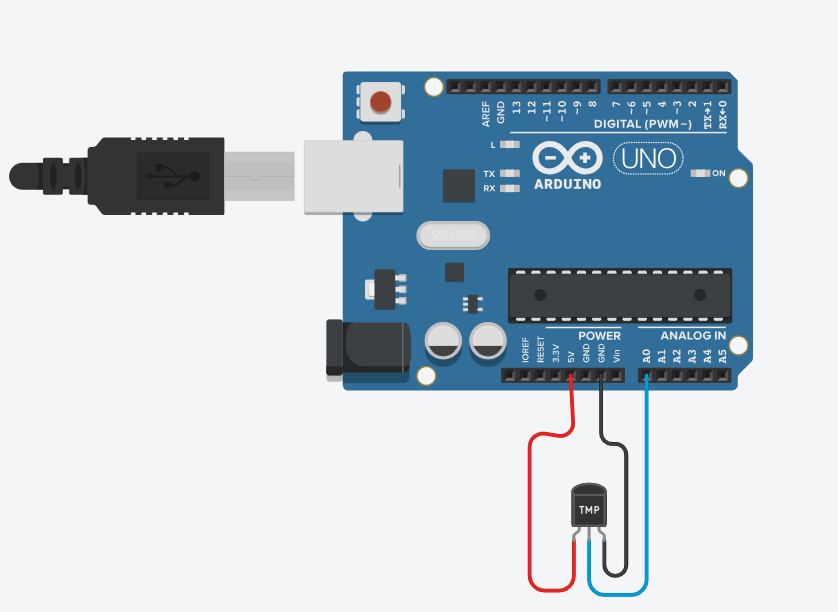 AREF
GND
13
12
~11
~10
~9
8
7
~6
~5
4
~3
2
TX→1
RX←0
DIGITAL (PWM~)
L
TX
RX
ARDUINO
UNO
ON
POWER
ANALOG IN
IOREF
RESET
3.3V
5V
GND
GND
Vin
A0
A1
A2
A3
A4
A5
TMP